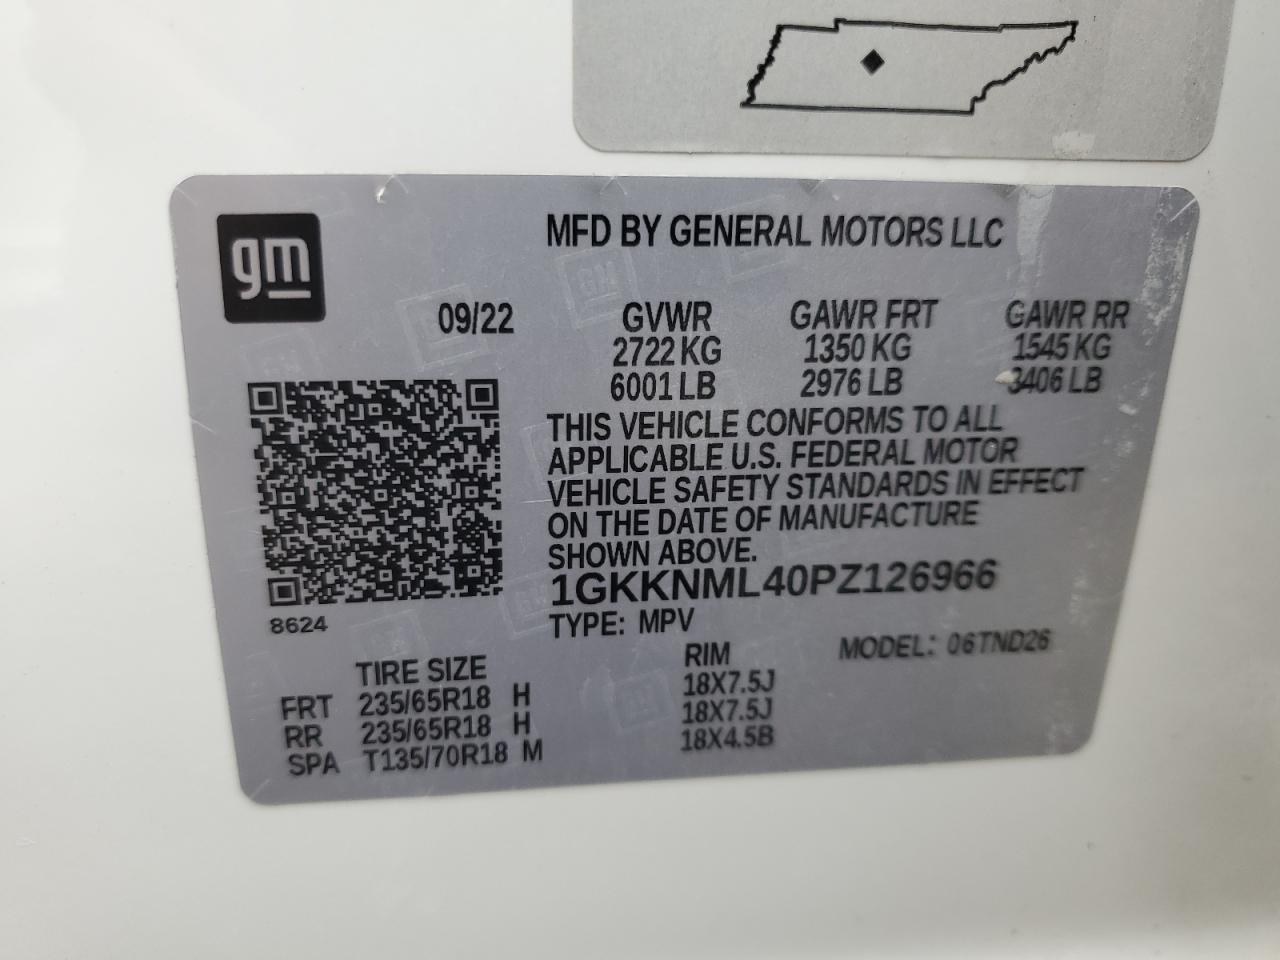 gm
MFD BY GENERAL MOTORS LLC
09/22 GVWR GAWR FRT GAWR RR
2722 KG 1350 KG 1545 KG
6001 LB 2976 LB 3406 LB
THIS VEHICLE CONFORMS TO ALL
APPLICABLE U.S. FEDERAL MOTOR
VEHICLE SAFETY STANDARDS IN EFFECT
ON THE DATE OF MANUFACTURE
SHOWN ABOVE.
1GKKNML40PZ126966
8624
TYPE: MPV MODEL: 06TND26
TIRE SIZE RIM
FRT 235/65R18 H 18X7.5J
RR 235/65R18 H 18X7.5J
SPA T135/70R18 M 18X4.5B